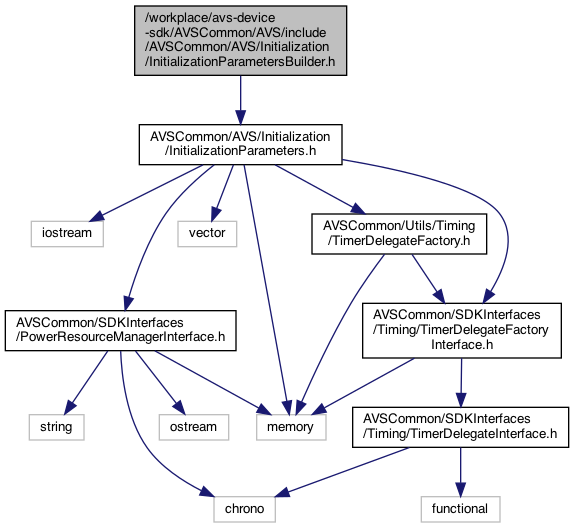 /workplace/avs-device
-sdk/AVSCommon/AVS/include
/AVSCommon/AVS/Initialization
/InitializationParametersBuilder.h
AVSCommon/AVS/Initialization
/InitializationParameters.h
iostream
vector
AVSCommon/Utils/Timing
/TimerDelegateFactory.h
AVSCommon/SDKInterfaces
/PowerResourceManagerInterface.h
AVSCommon/SDKInterfaces
/Timing/TimerDelegateFactory
Interface.h
string
ostream
memory
AVSCommon/SDKInterfaces
/Timing/TimerDelegateInterface.h
chrono
functional